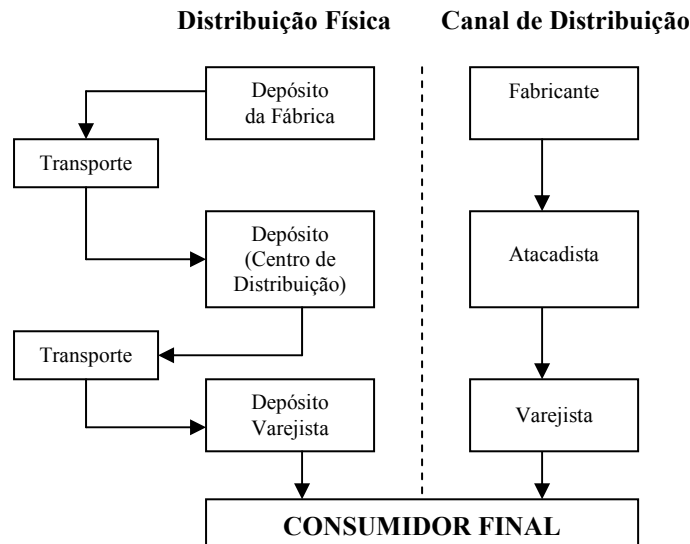 Distribuição Física
Canal de Distribuição
Depósito
da Fábrica
Fabricante
Transporte
Depósito
(Centro de
Distribuição)
Atacadista
Transporte
Depósito
Varejista
Varejista
CONSUMIDOR FINAL